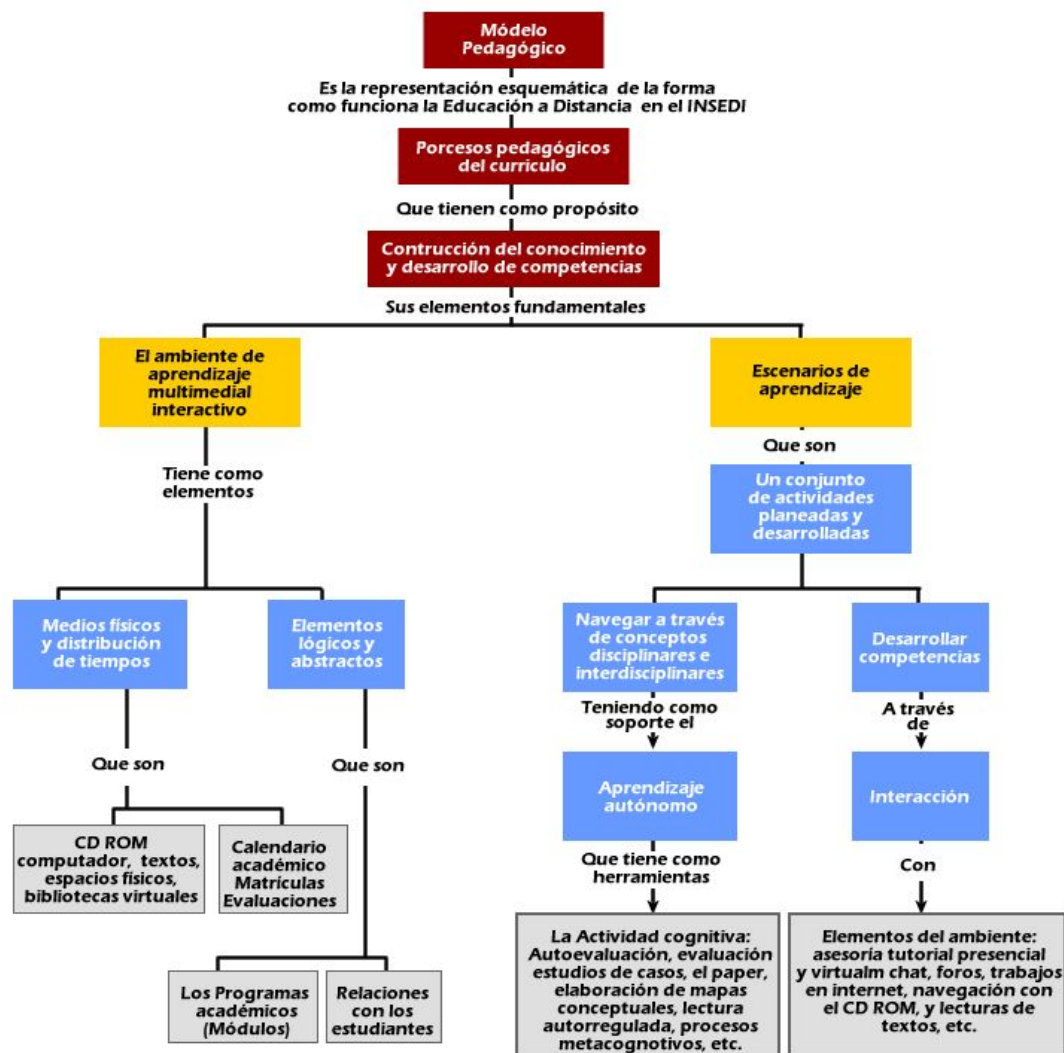 Módelo
Pedagógico
Es la representación esquemática de la forma
como funciona la Educación a Distancia en el INSEDI
Porcesos pedagógicos
del curriculo
Que tienen como propósito
Contrucción del conocimiento
y desarrollo de competencias
Sus elementos fundamentales
El ambiente de
aprendizaje
multimedial
interactivo
Escenarios de
aprendizaje
Tiene como
elementos
Que son
Un conjunto
de actividades
planeadas y
desarrolladas
Medios físicos
y distribución
de tiempos
Elementos
lógicos y
abstractos
Navegar a través
de conceptos
disciplinares e
interdisciplinares
Desarrollar
competencias
Teniendo como
soporte el
A través
de
Que son
Que son
Aprendizaje
autónomo
Interacción
CD ROM
computador, textos,
espacios físicos,
bibliotecas virtuales
Calendario
académico
Matrículas
Evaluaciones
Que tiene como
herramientas
Con
Los Programas
académicos
(Módulos)
Relaciones
con los
estudiantes
La Actividad cognitiva:
Autoevaluación, evaluación
estudios de casos, el paper,
elaboración de mapas
conceptuales, lectura
autorregulada, procesos
metacognotivos, etc.
Elementos del ambiente:
asesoría tutorial presencial
y virtualm chat, foros, trabajos
en internet, navegación con
el CD ROM, y lecturas de
textos, etc.